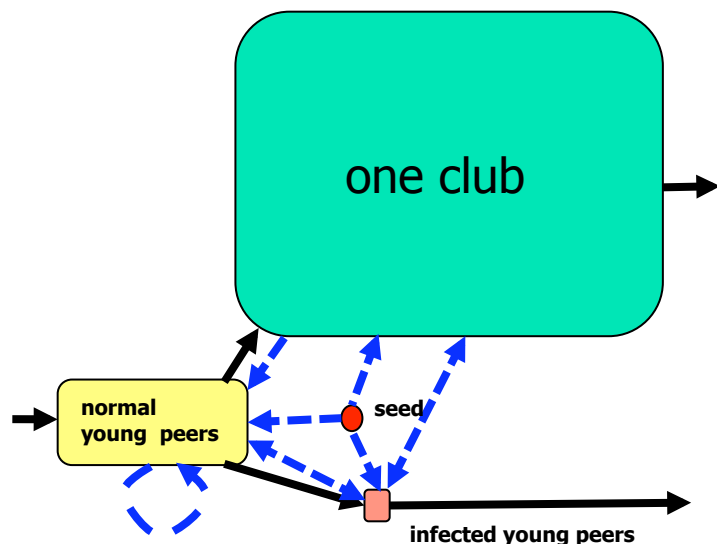 one club
seed
normal
young peers
infected young peers